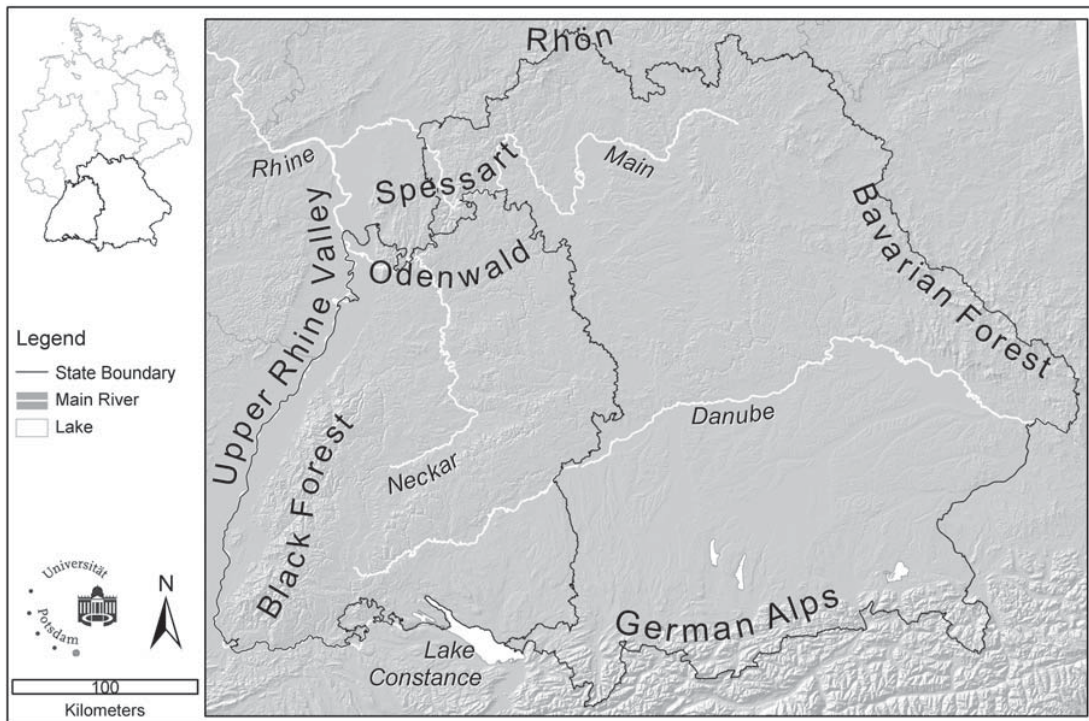 Rhön
Rhine
Main
Spessart
Odenwald
Upper Rhine Valley
Bavarian Forest
Danube
Neckar
Black Forest
German Alps
Lake
Constance
Legend
State Boundary
Main River
Lake
Universität
Potsdam
N
100
Kilometers